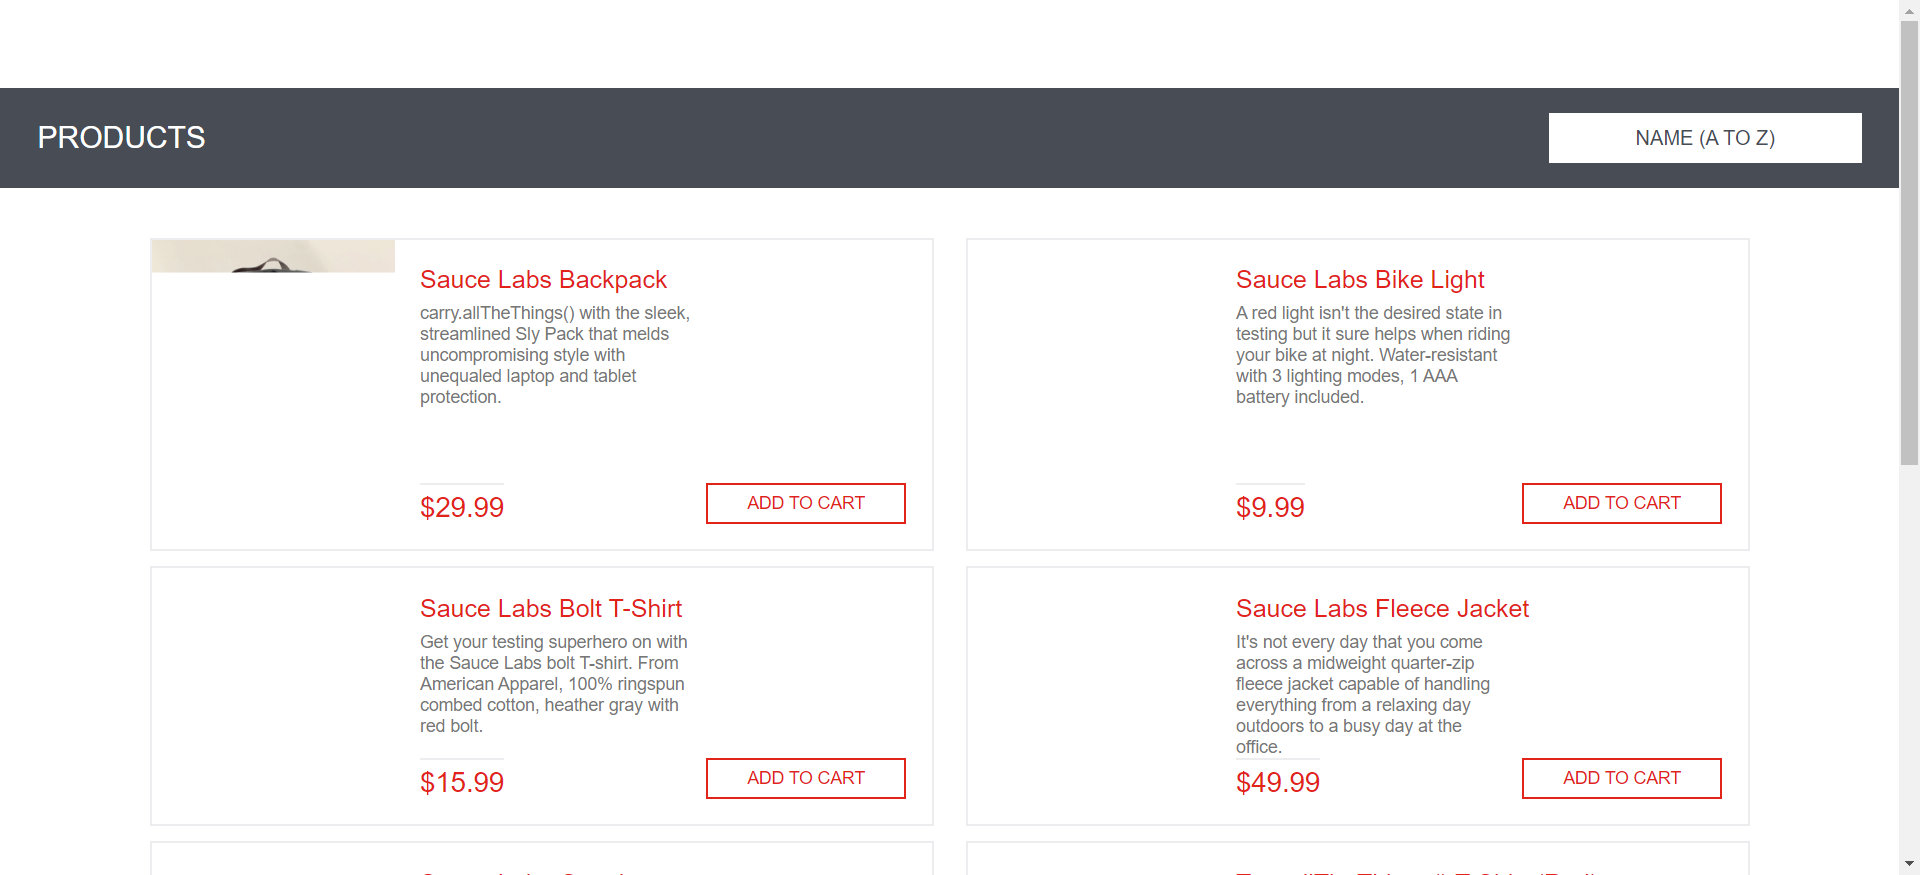 PRODUCTS
NAME (A TO Z)
Sauce Labs Backpack
carry.allTheThings() with the sleek,
streamlined Sly Pack that melds
uncompromising style with
unequaled laptop and tablet
protection.
$29.99
ADD TO CART
Sauce Labs Bike Light
A red light isn't the desired state in
testing but it sure helps when riding
your bike at night. Water-resistant
with 3 lighting modes, 1 AAA
battery included.
$9.99
ADD TO CART
Sauce Labs Bolt T-Shirt
Get your testing superhero on with
the Sauce Labs bolt T-shirt. From
American Apparel, 100% ringspun
combed cotton, heather gray with
red bolt.
$15.99
ADD TO CART
Sauce Labs Fleece Jacket
It's not every day that you come
across a midweight quarter-zip
fleece jacket capable of handling
everything from a relaxing day
outdoors to a busy day at the
office.
$49.99
ADD TO CART